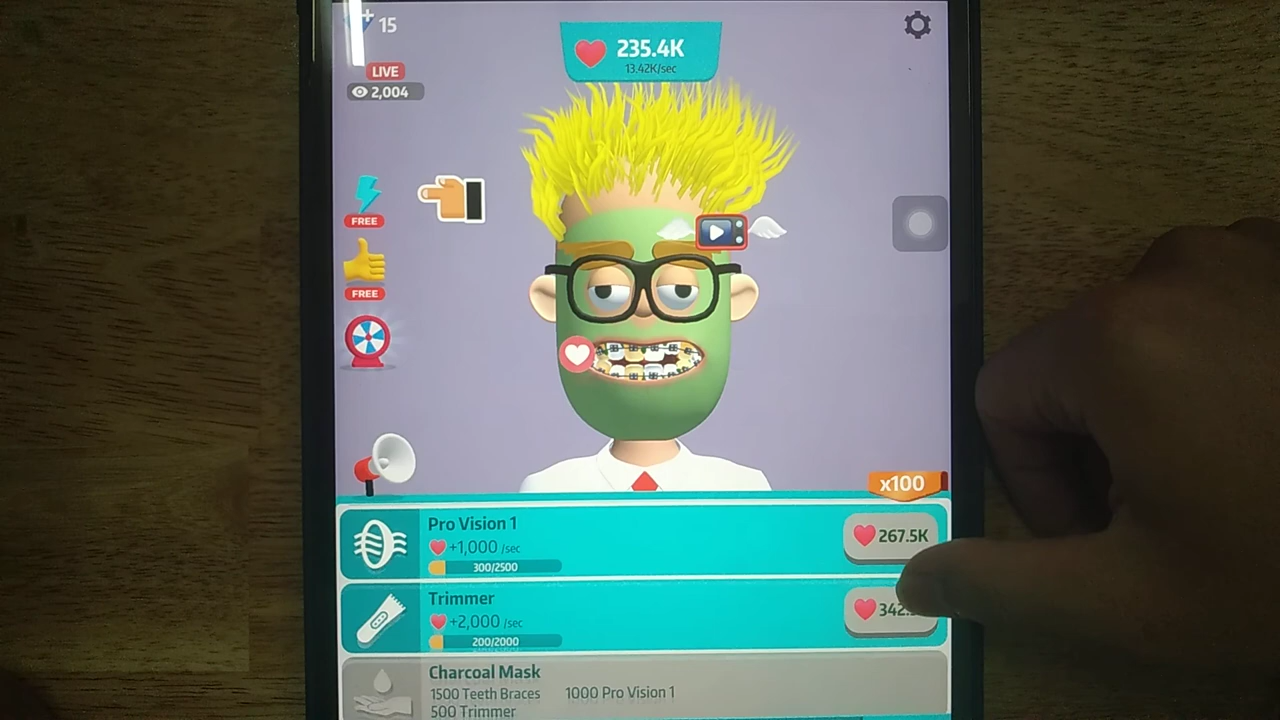 15
235.4K
13.42K/sec
LIVE
2,004
FREE
FREE
x100
Pro Vision 1
+1,000 /sec
300/2500
267.5K
Trimmer
+2,000 /sec
200/2000
Charcoal Mask
1500 Teeth Braces 1000 Pro Vision 1
500 Trimmer